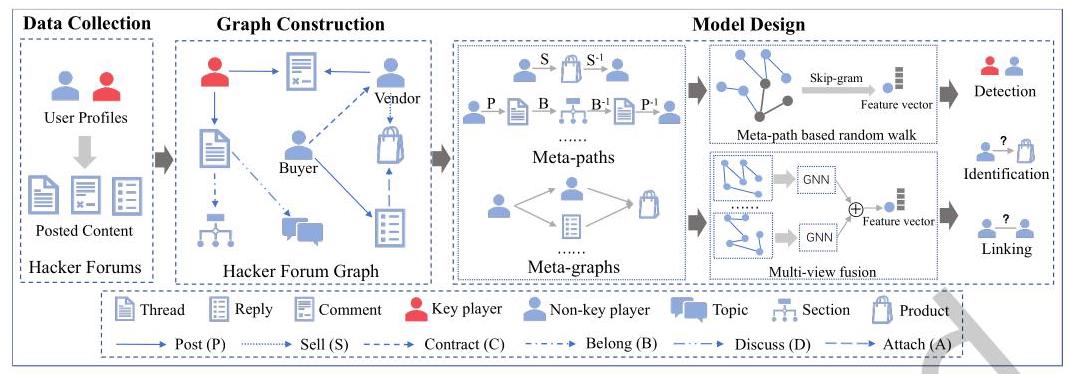 Data Collection
Graph Construction
Model Design
User Profiles
Posted Content
Hacker Forums
Vendor
Buyer
Hacker Forum Graph
S S-1
P B B-1 P-1
......
Meta-paths
......
Meta-graphs
Skip-gram
Feature vector
Meta-path based random walk
GNN
......
GNN
Feature vector
Multi-view fusion
Detection
?
Identification
?
Linking
Thread Reply Comment Key player Non-key player Topic Section Product
Post (P) Sell (S) Contract (C) Belong (B) Discuss (D) Attach (A)